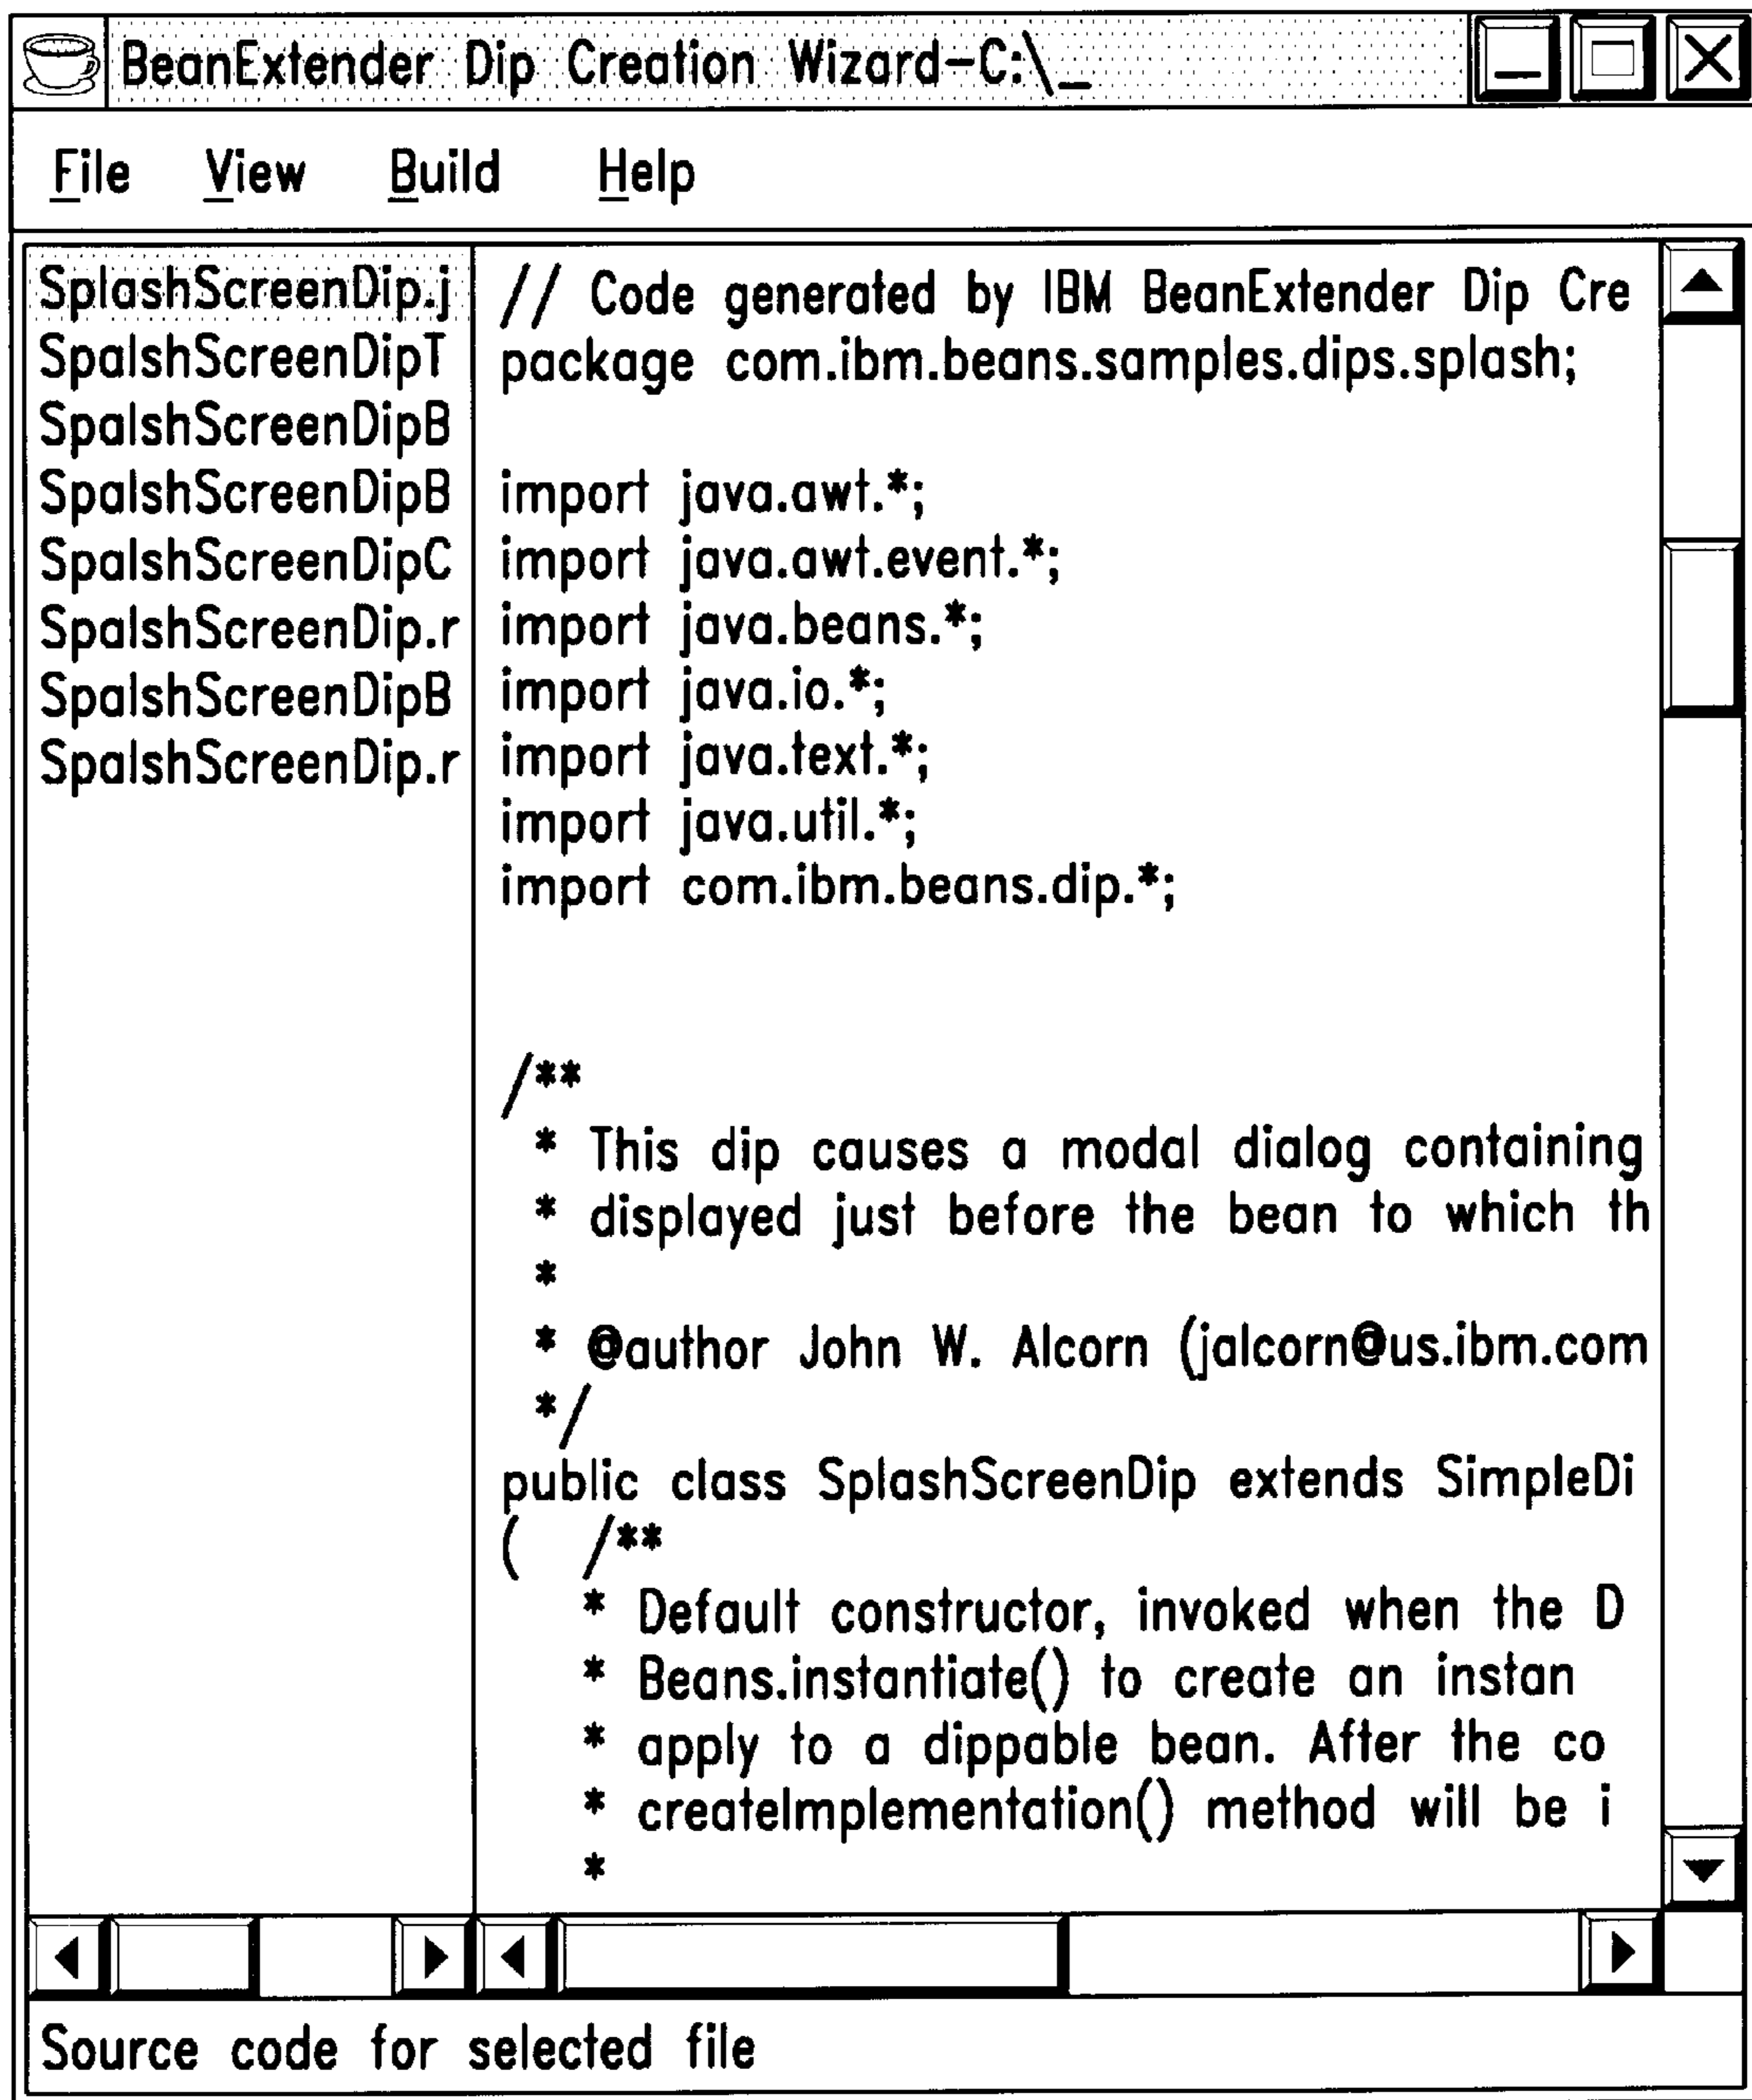 BeanExtender Dip Creation Wizard-C:\_
File View Build Help
SplashScreenDip.j
SpalshScreenDipT
SpalshScreenDipB
SpalshScreenDipB
SpalshScreenDipC
SpalshScreenDip.r
SpalshScreenDipB
SpalshScreenDip.r
// Code generated by IBM BeanExtender Dip Cre
package com.ibm.beans.samples.dips.splash;
import java.awt.*;
import java.awt.event.*;
import java.beans.*;
import java.io.*;
import java.text.*;
import java.util.*;
import com.ibm.beans.dip.*;
/**
* This dip causes a modal dialog containing
* displayed just before the bean to which th
*
* @author John W. Alcorn (jalcorn@us.ibm.com
*/
public class SplashScreenDip extends SimpleDi
( /**
* Default constructor, invoked when the D
* Beans.instantiate() to create an instan
* apply to a dippable bean. After the co
* createImplementation() method will be i
*
Source code for selected file